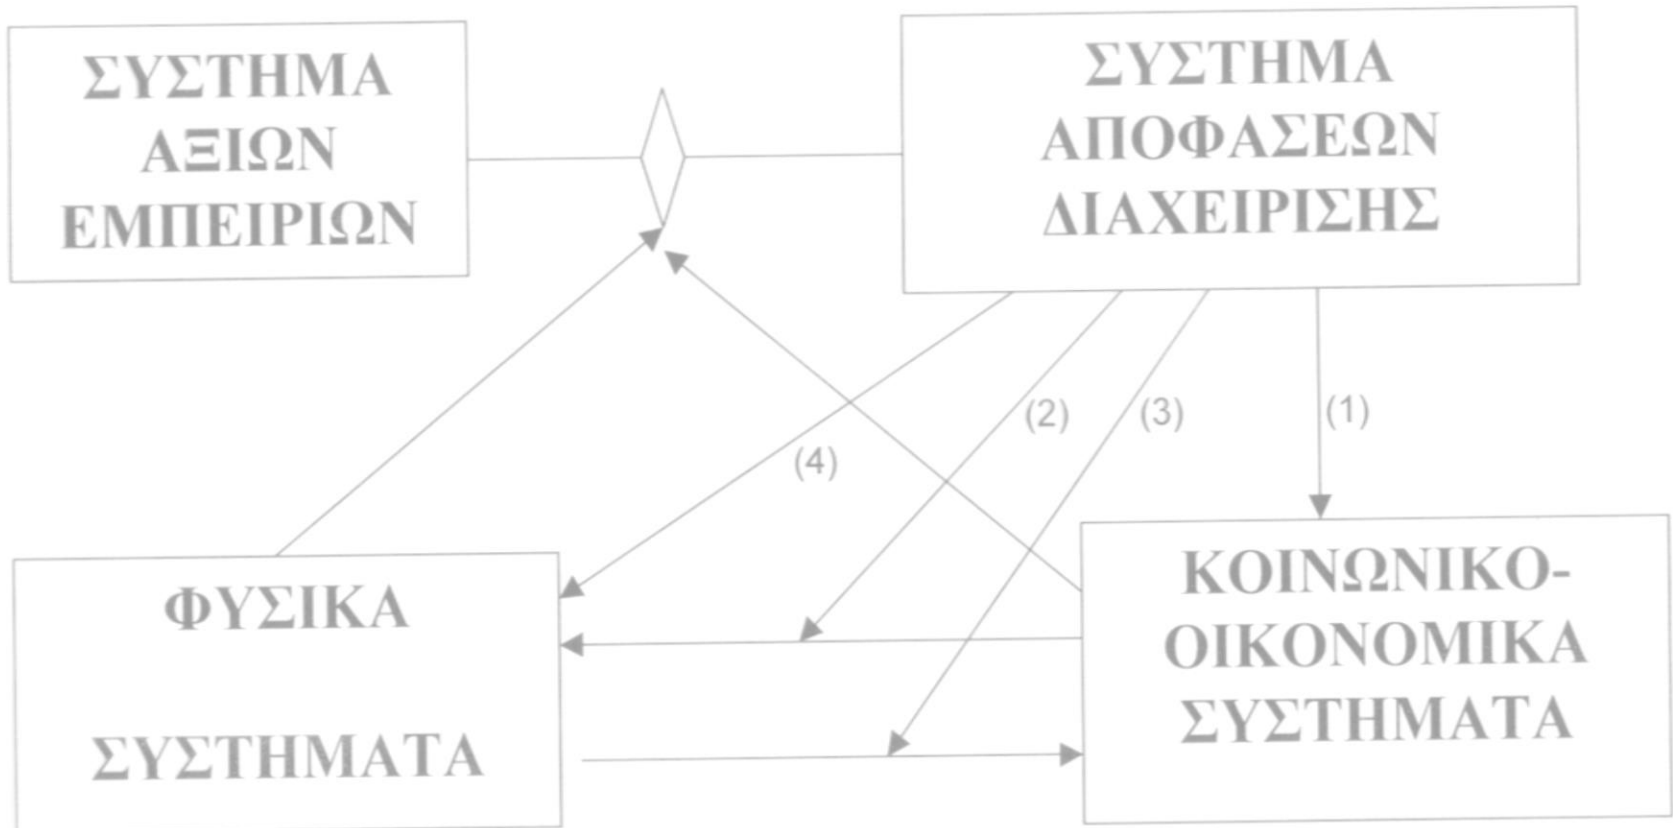 ΣΥΣΤΗΜΑ
ΑΞΙΩΝ
ΕΜΠΕΙΡΙΩΝ
ΣΥΣΤΗΜΑ
ΑΠΟΦΑΣΕΩΝ
ΔΙΑΧΕΙΡΙΣΗΣ
(1)
(2)
(3)
(4)
ΦΥΣΙΚΑ
ΣΥΣΤΗΜΑΤΑ
ΚΟΙΝΩΝΙΚΟ-
ΟΙΚΟΝΟΜΙΚΑ
ΣΥΣΤΗΜΑΤΑ